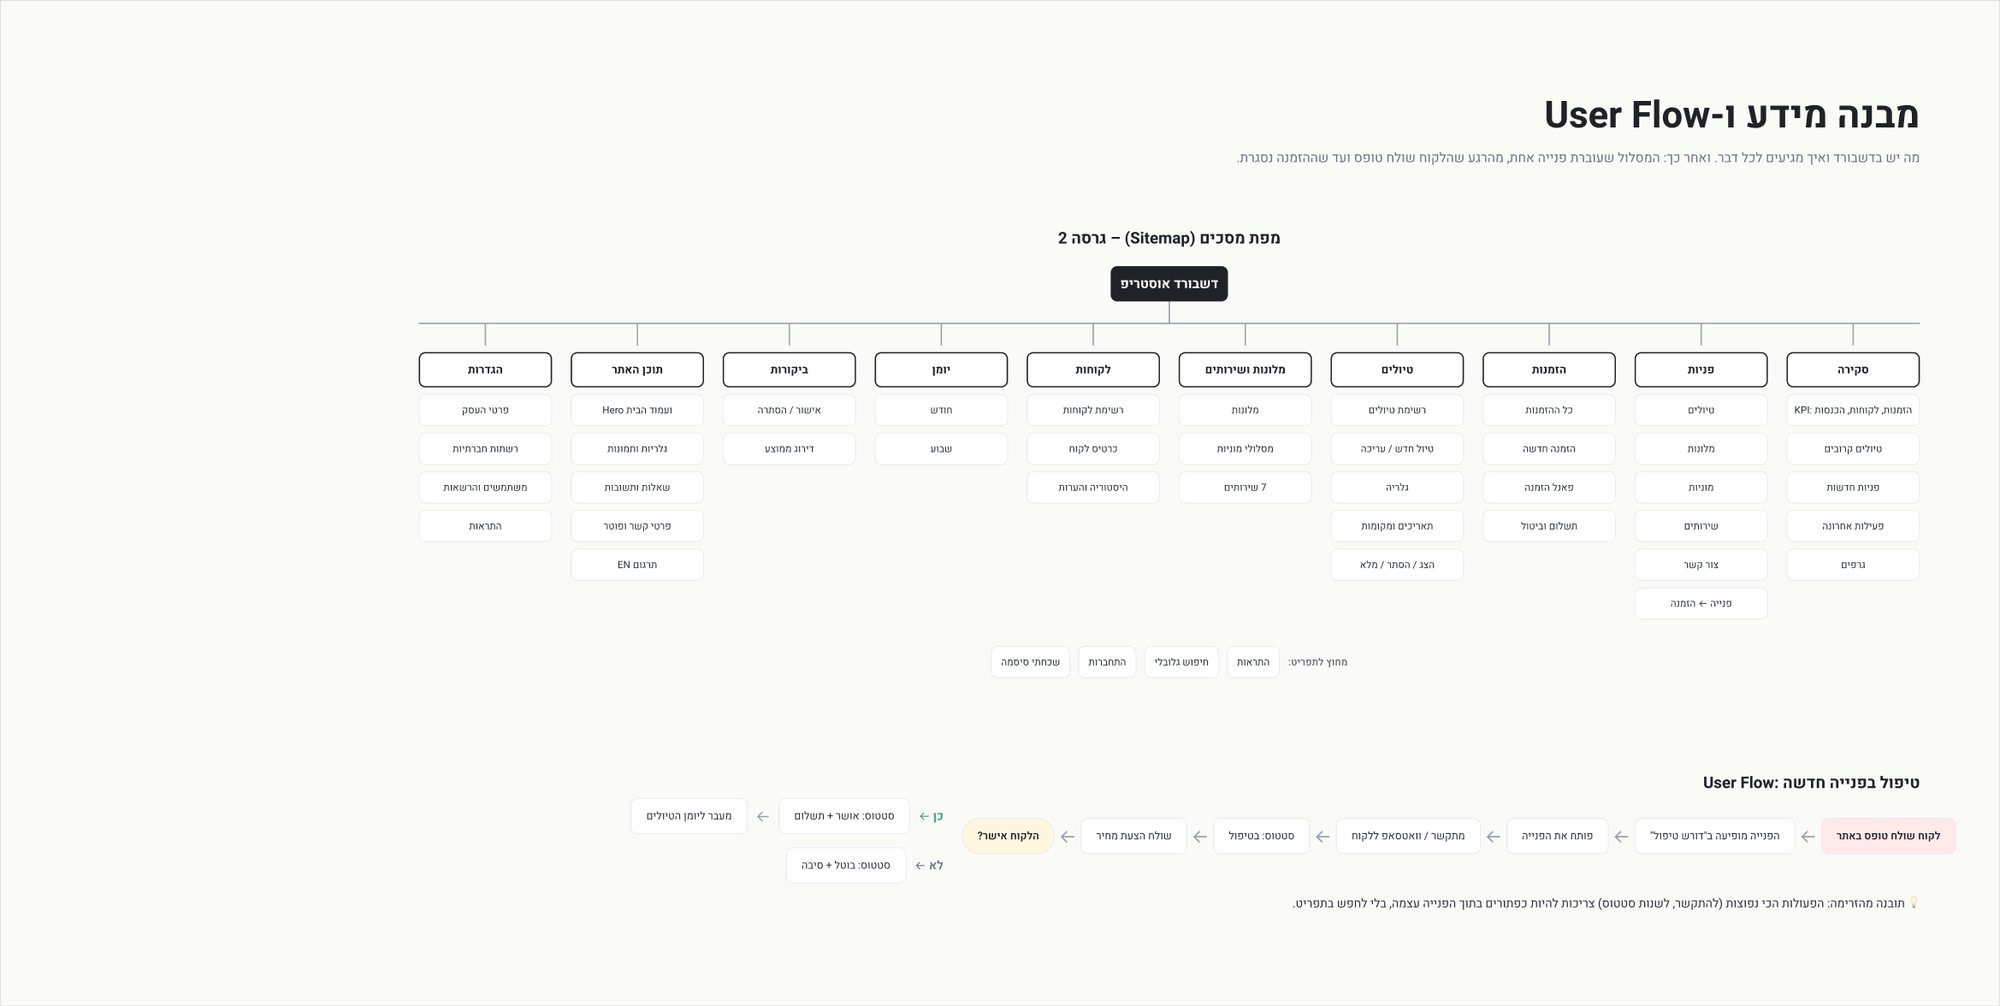 מבנה מידע ו-User Flow
מה יש בדשבורד ואיך מגיעים לכל דבר. ואחר כך: המסלול שעוברת פנייה אחת, מהרגע שהלקוח שולח טופס ועד שההזמנה נסגרת.
מפת מסכים (Sitemap) – גרסה 2
דשבורד אוסטריפ
סקירה
הזמנות, לקוחות, הכנסות :KPI
טיולים קרובים
פניות חדשות
פעילות אחרונה
גרפים
פניות
טיולים
מלונות
מוניות
שירותים
צור קשר
פנייה ← הזמנה
הזמנות
כל ההזמנות
הזמנה חדשה
פאנל הזמנה
תשלום וביטול
טיולים
רשימת טיולים
טיול חדש / עריכה
גלריה
תאריכים ומקומות
הצג / הסתר / מלא
מלונות ושירותים
מלונות
מסלולי מוניות
7 שירותים
לקוחות
רשימת לקוחות
כרטיס לקוח
היסטוריה והערות
יומן
חודש
שבוע
ביקורות
אישור / הסתרה
דירוג ממוצע
תוכן האתר
ועמוד הבית Hero
גלריות ותמונות
שאלות ותשובות
פרטי קשר ופוטר
תרגום EN
הגדרות
פרטי העסק
רשתות חברתיות
משתמשים והרשאות
התראות
מחוץ לתפריט:
התראות
חיפוש גלובלי
התחברות
שכחתי סיסמה
טיפול בפנייה חדשה :User Flow
לקוח שולח טופס באתר
←
הפנייה מופיעה ב"דורש טיפול"
←
פותח את הפנייה
←
מתקשר / וואטסאפ ללקוח
←
סטטוס: בטיפול
←
שולח הצעת מחיר
←
הלקוח אישר?
כן ←
סטטוס: אושר + תשלום
←
מעבר ליומן הטיולים
לא ←
סטטוס: בוטל + סיבה
💡 תובנה מהזרימה: הפעולות הכי נפוצות (להתקשר, לשנות סטטוס) צריכות להיות כפתורים בתוך הפנייה עצמה, בלי לחפש בתפריט.